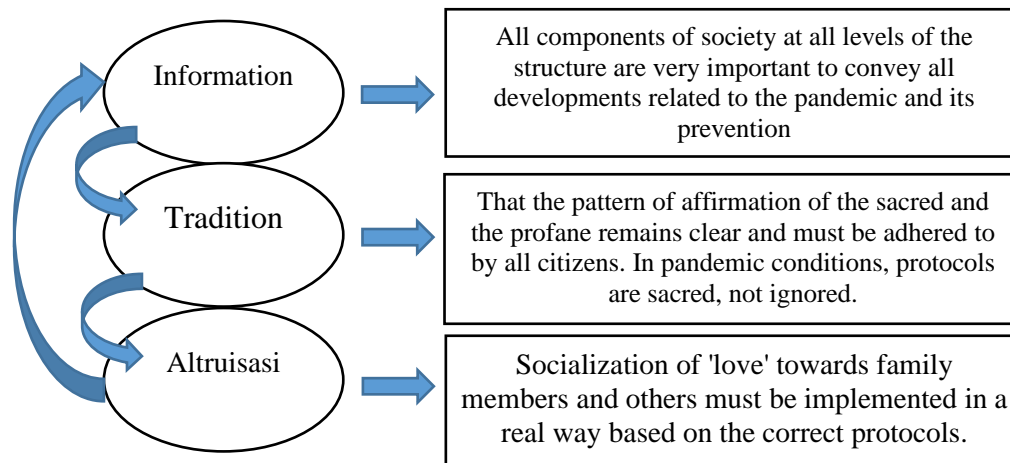 Information
All components of society at all levels of the
structure are very important to convey all
developments related to the pandemic and its
prevention
Tradition
That the pattern of affirmation of the sacred and
the profane remains clear and must be adhered to
by all citizens. In pandemic conditions, protocols
are sacred, not ignored.
Altruisasi
Socialization of 'love' towards family
members and others must be implemented in a
real way based on the correct protocols.